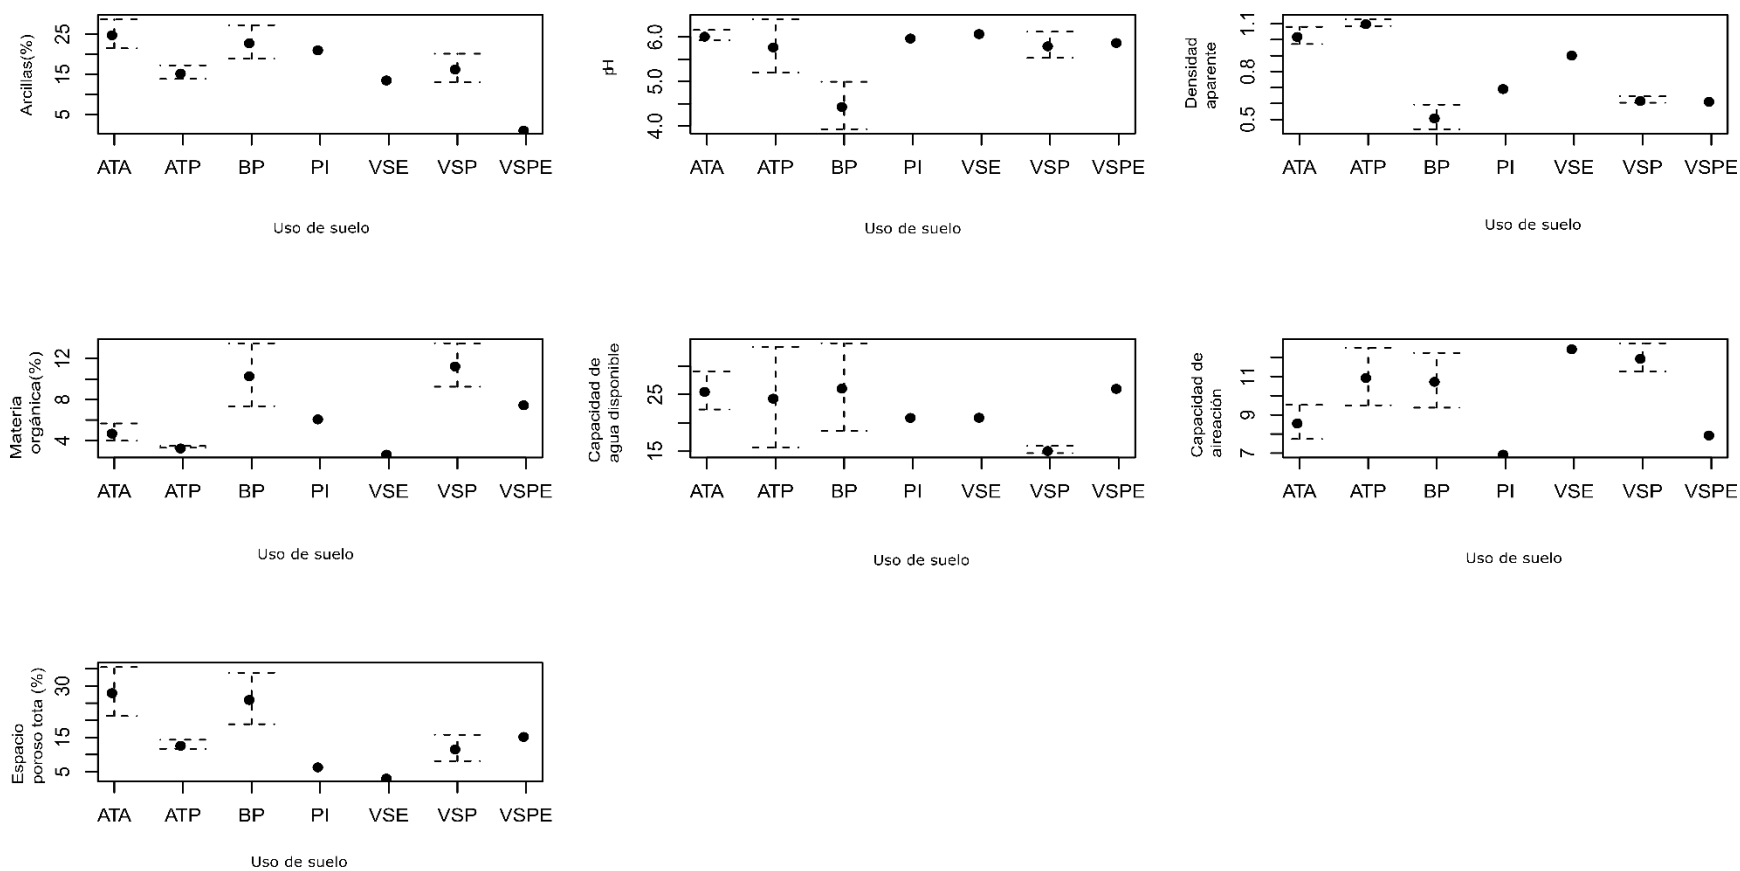 Arcillas(%)
25
15
5
ATA ATP BP PI VSE VSP VSPE
Uso de suelo
pH
6.0
5.0
4.0
ATA ATP BP PI VSE VSP VSPE
Uso de suelo
Densidad
aparente
1.1
0.8
0.5
ATA ATP BP PI VSE VSP VSPE
Uso de suelo
Materia
orgánica(%)
12
8
4
ATA ATP BP PI VSE VSP VSPE
Uso de suelo
Capacidad de
agua disponible
25
15
ATA ATP BP PI VSE VSP VSPE
Uso de suelo
Capacidad de
aireación
11
9
7
ATA ATP BP PI VSE VSP VSPE
Uso de suelo
Espacio
poroso tota (%)
30
15
5
ATA ATP BP PI VSE VSP VSPE
Uso de suelo